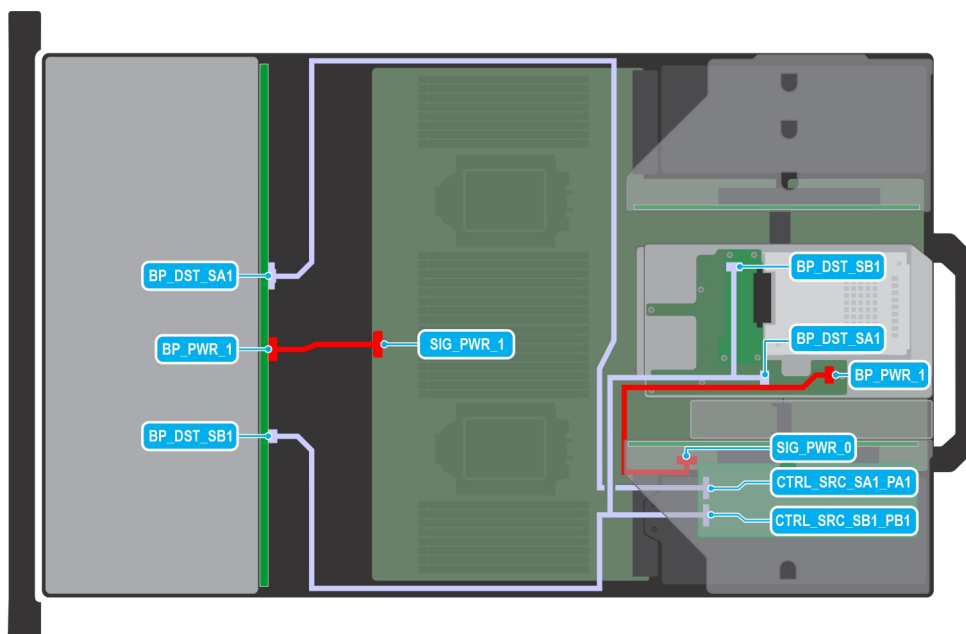 BP_DST_SA1
BP_PWR_1
BP_DST_SB1
SIG_PWR_1
BP_DST_SB1
BP_DST_SA1
BP_PWR_1
SIG_PWR_0
CTRL_SRC_SA1_PA1
CTRL_SRC_SB1_PB1